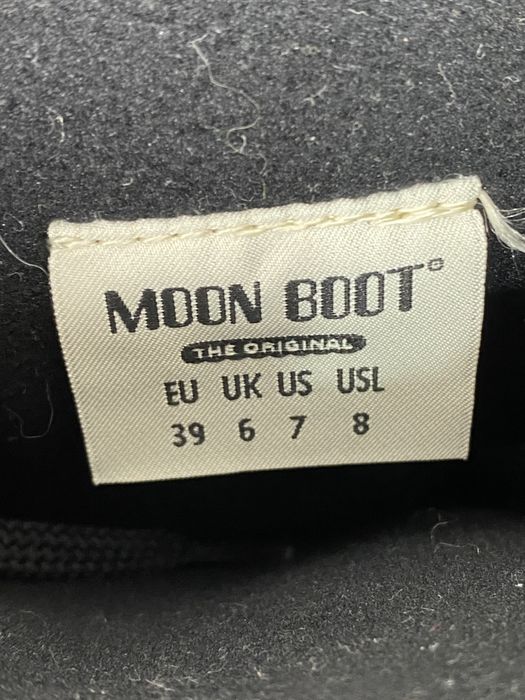 MOON BOOT®
THE ORIGINAL
EU UK US USL
39 6 7 8